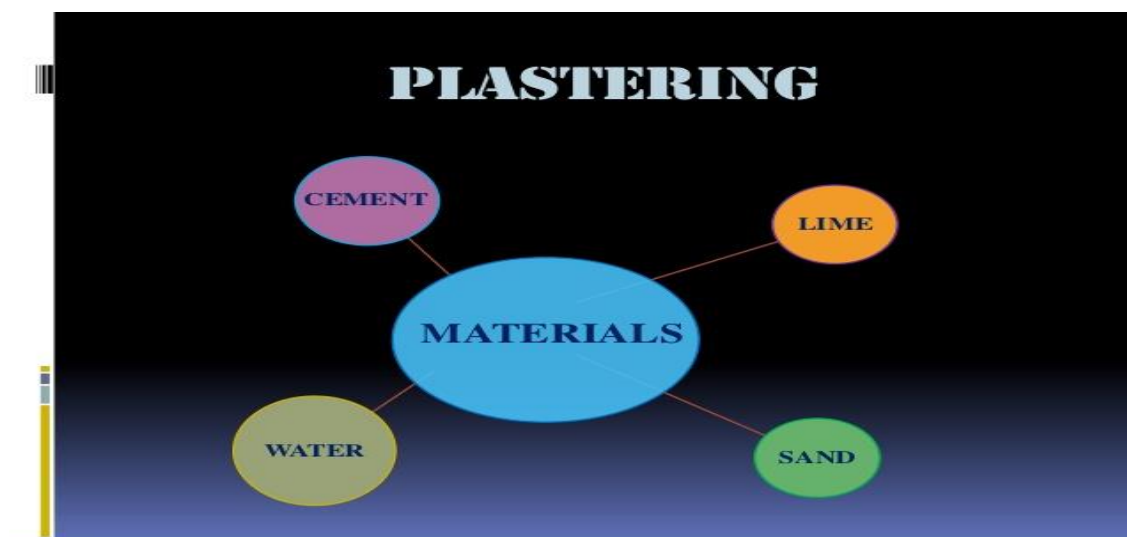 PLASTERING
CEMENT
LIME
MATERIALS
WATER
SAND